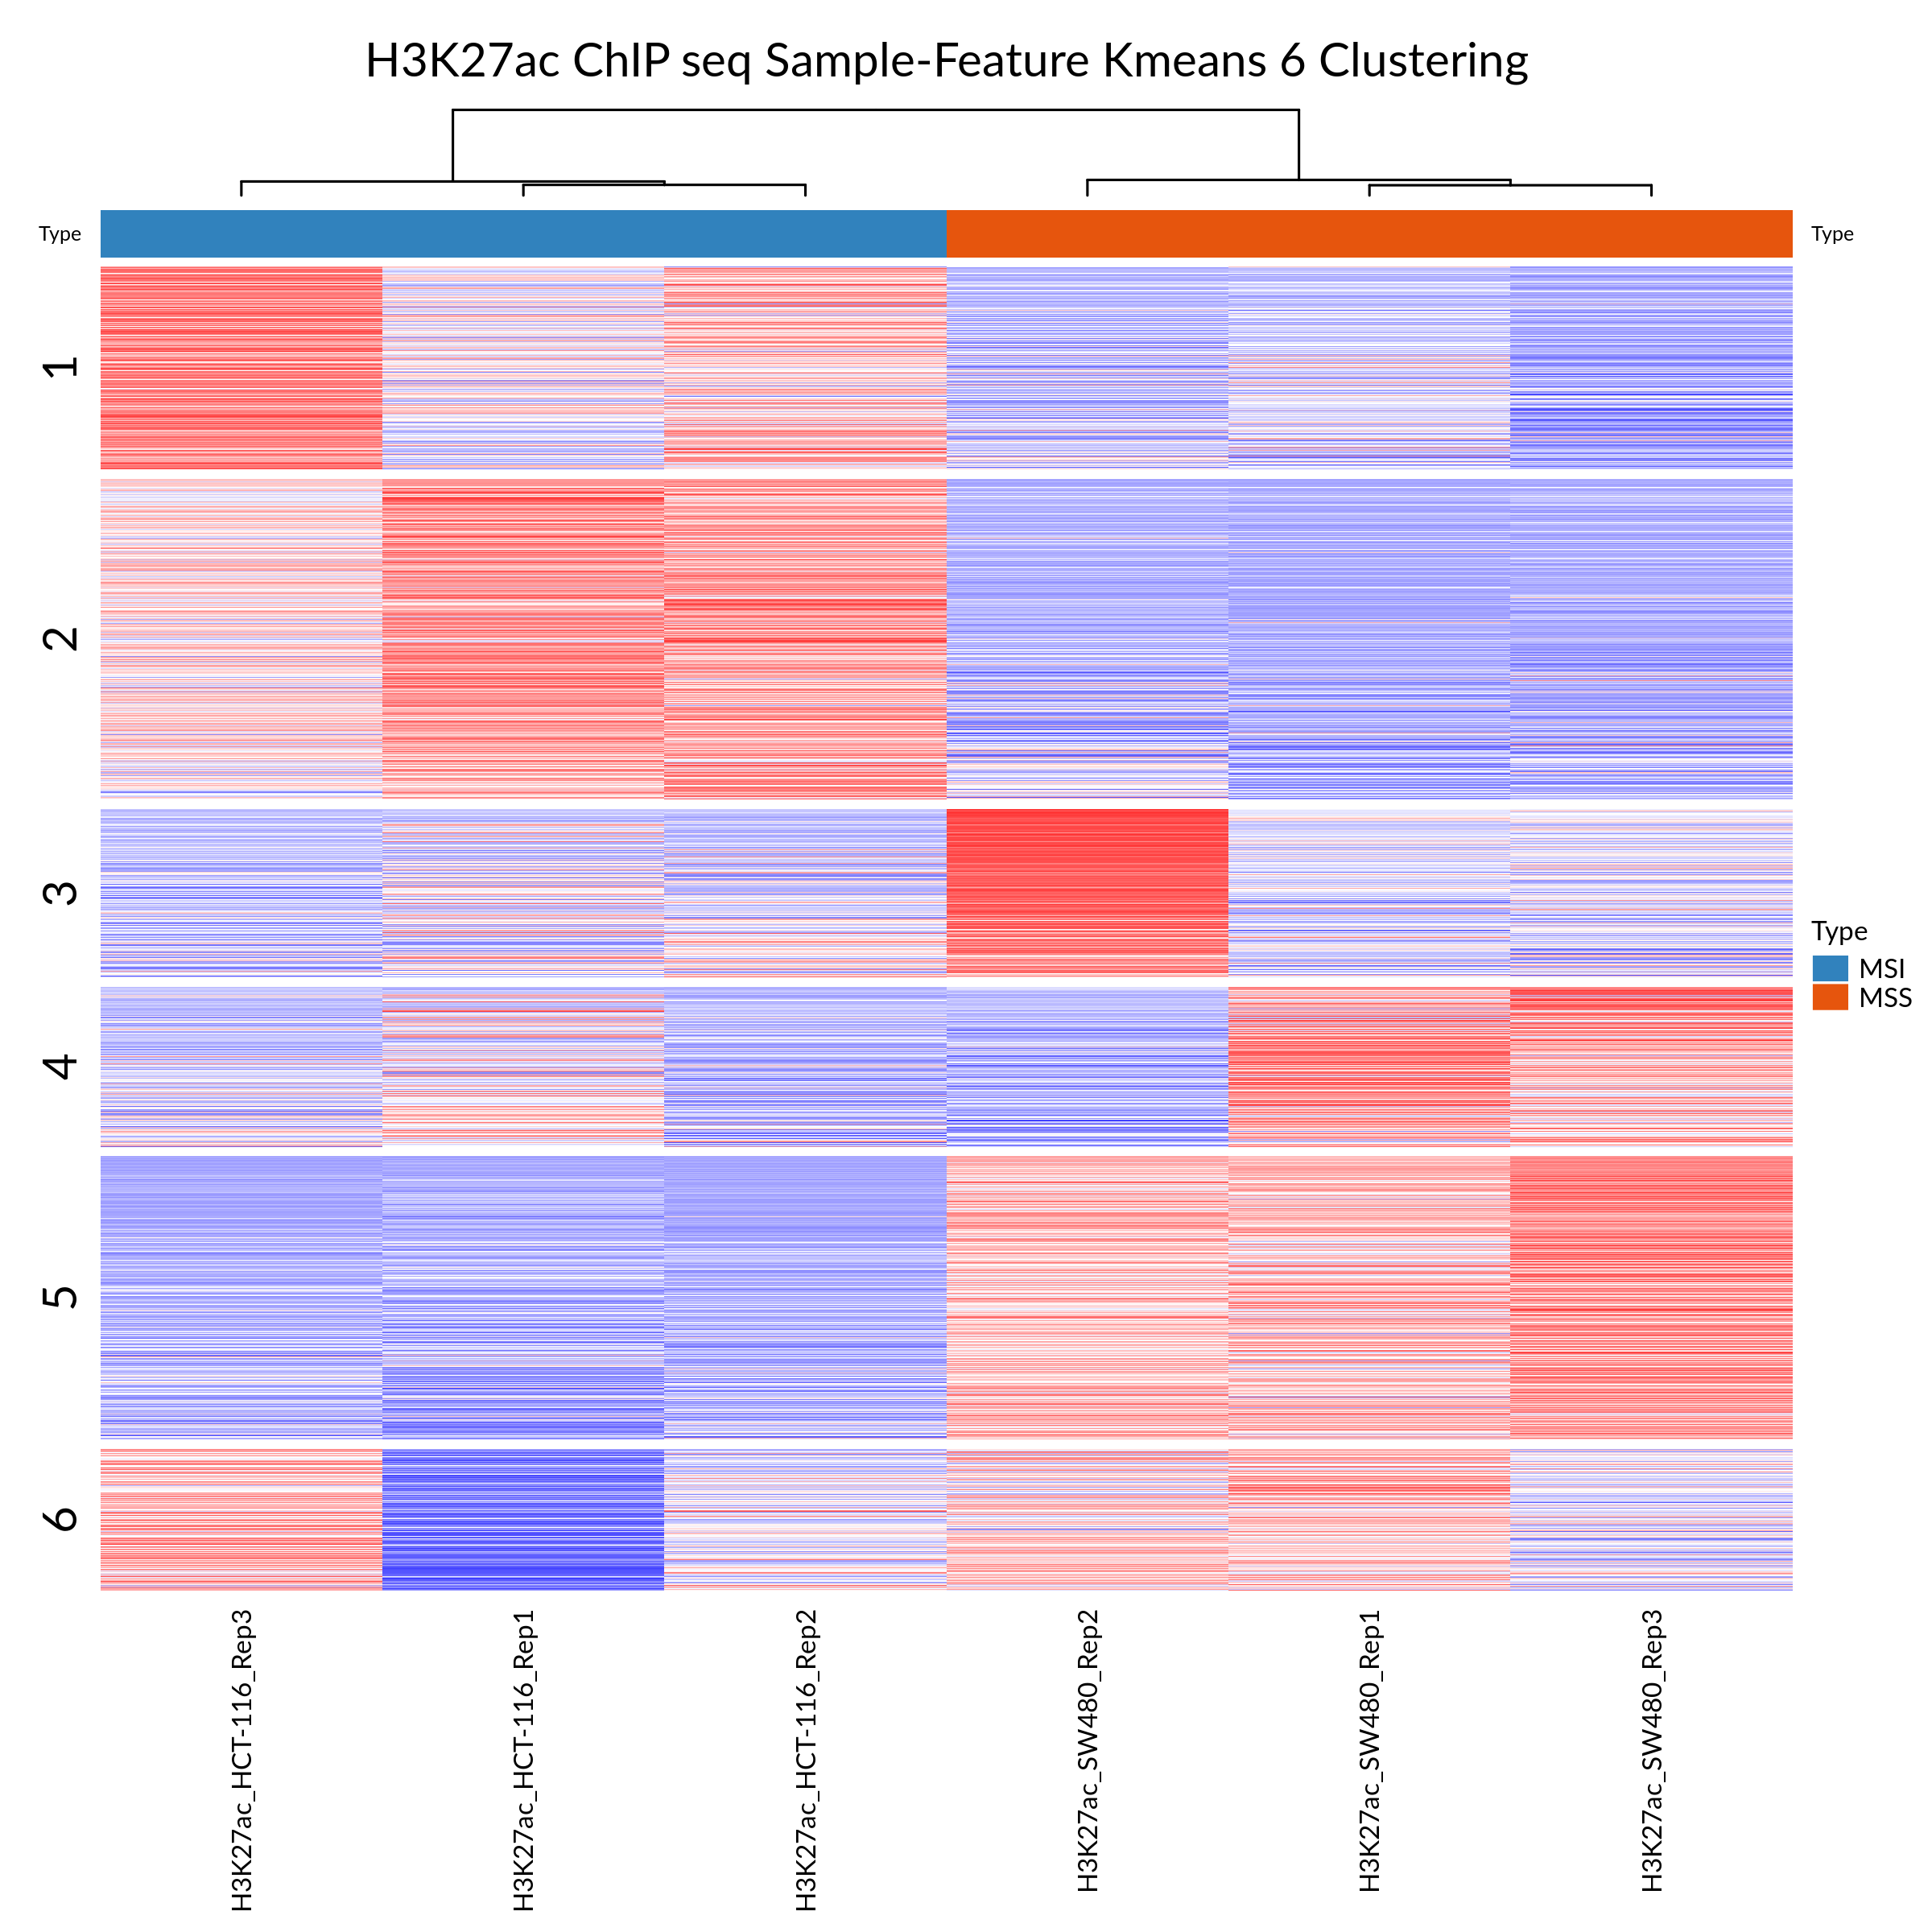 H3K27ac ChIP seq Sample-Feature Kmeans 6 Clustering
Type
Type
1
2
3
4
5
6
Type
MSI
MSS
H3K27ac_HCT-116_Rep3
H3K27ac_HCT-116_Rep1
H3K27ac_HCT-116_Rep2
H3K27ac_SW480_Rep2
H3K27ac_SW480_Rep1
H3K27ac_SW480_Rep3